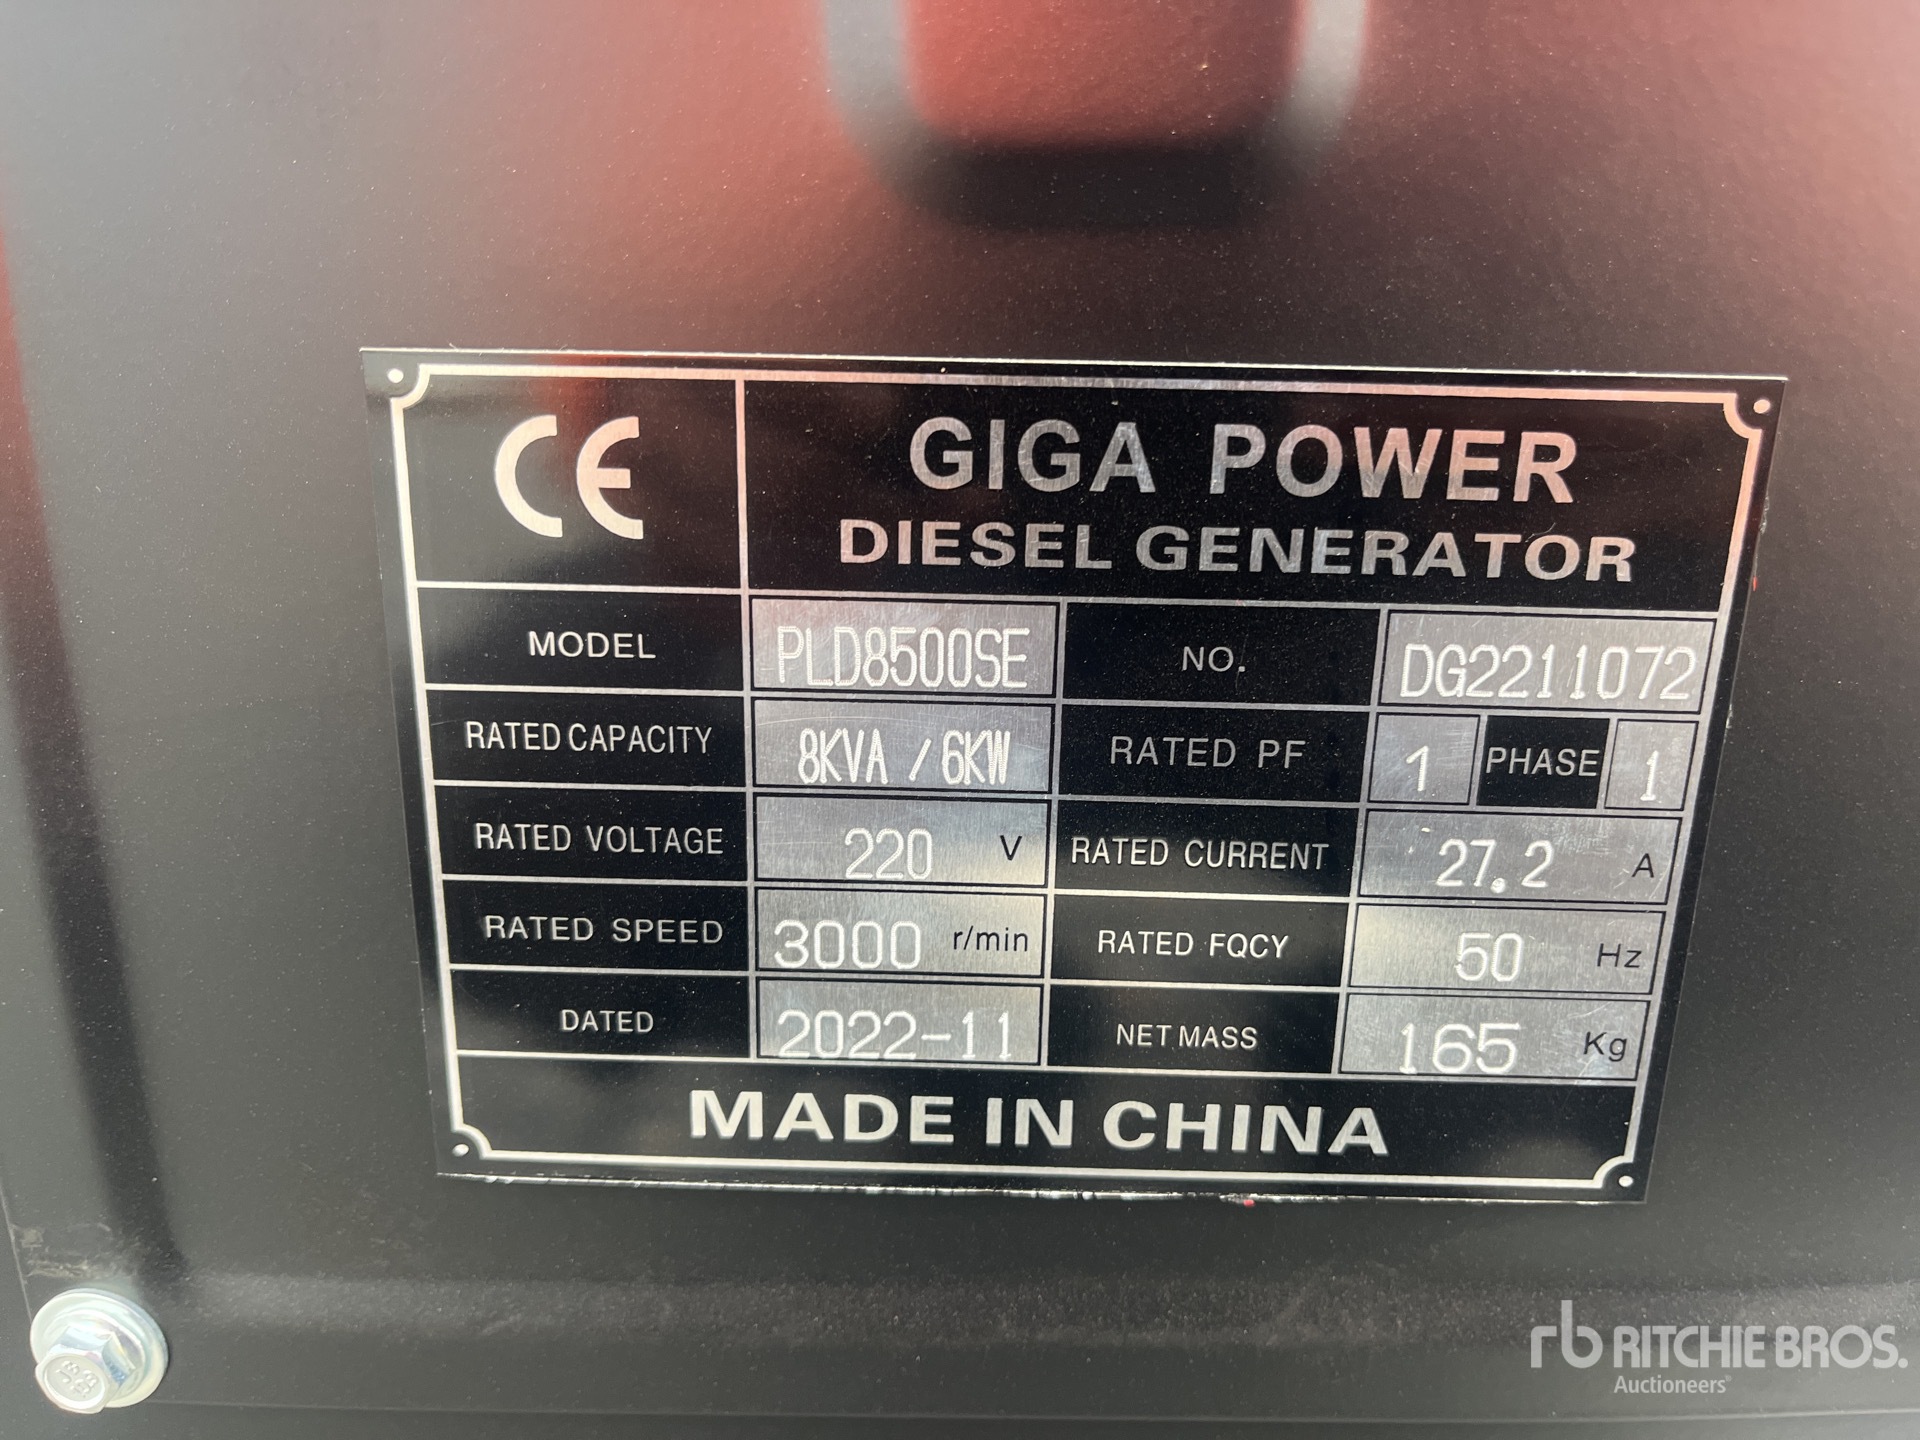 CE
GIGA POWER
DIESEL GENERATOR
MODEL PLD8500SE NO. DG2211072
RATED CAPACITY 8KVA / 6KW RATED PF 1 PHASE 1
RATED VOLTAGE 220 V RATED CURRENT 27.2 A
RATED SPEED 3000 r/min RATED FQCY 50 Hz
DATED 2022-11 NET MASS 165 Kg
MADE IN CHINA
rb RITCHIE BROS.
Auctioneers